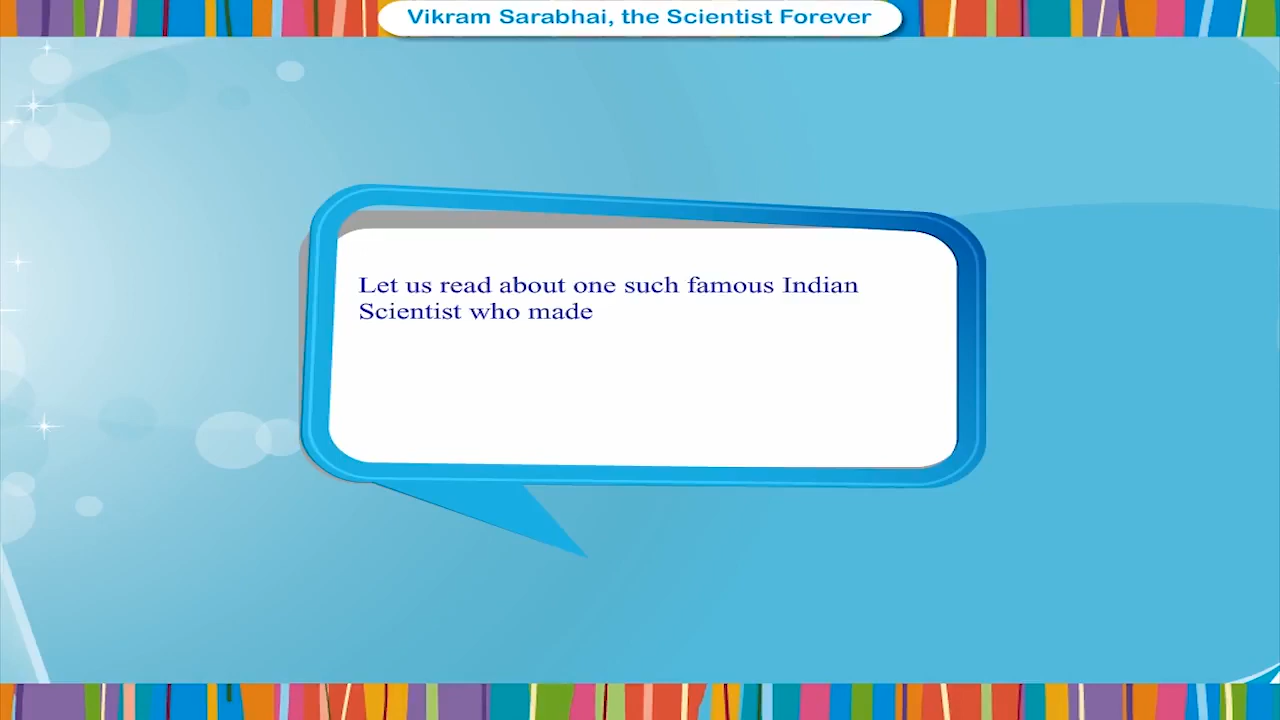 Vikram Sarabhai, the Scientist Forever
Let us read about one such famous Indian
Scientist who made